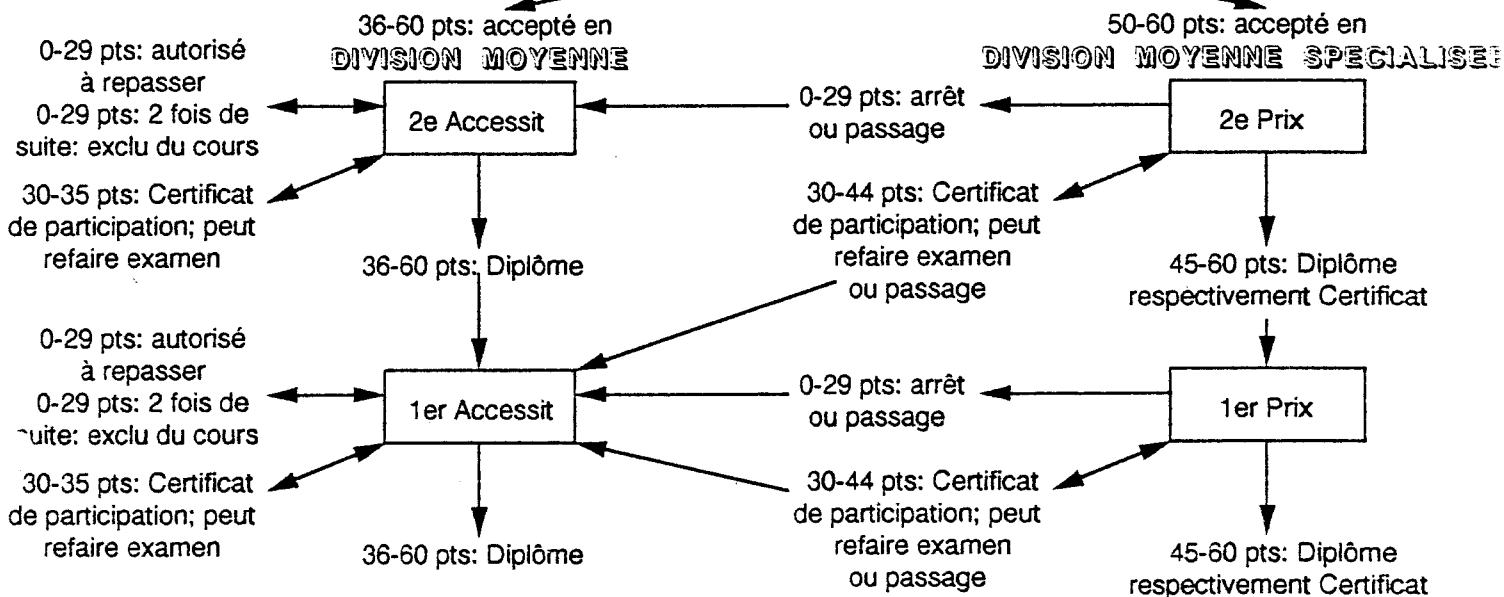 36-60 pts: accepté en
DIVISION MOYENNE
50-60 pts: accepté en
DIVISION MOYENNE SPECIALISE
0-29 pts: autorisé
à repasser
0-29 pts: 2 fois de
suite: exclu du cours
2e Accessit
0-29 pts: arrêt
ou passage
2e Prix
30-35 pts: Certificat
de participation; peut
refaire examen
36-60 pts: Diplôme
30-44 pts: Certificat
de participation; peut
refaire examen
ou passage
45-60 pts: Diplôme
respectivement Certificat
0-29 pts: autorisé
à repasser
0-29 pts: 2 fois de
suite: exclu du cours
1er Accessit
0-29 pts: arrêt
ou passage
1er Prix
30-35 pts: Certificat
de participation; peut
refaire examen
36-60 pts: Diplôme
30-44 pts: Certificat
de participation; peut
refaire examen
ou passage
45-60 pts: Diplôme
respectivement Certificat